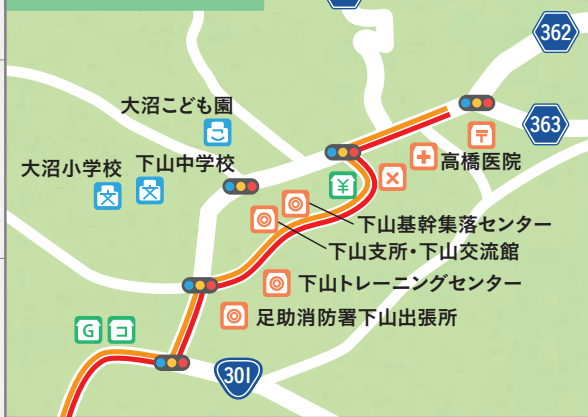 362
363
大沼こども園
大沼小学校
下山中学校
文
文
〒
高橋医院
¥
下山基幹集落センター
下山支所・下山交流館
下山トレーニングセンター
足助消防署下山出張所
G
コ
301